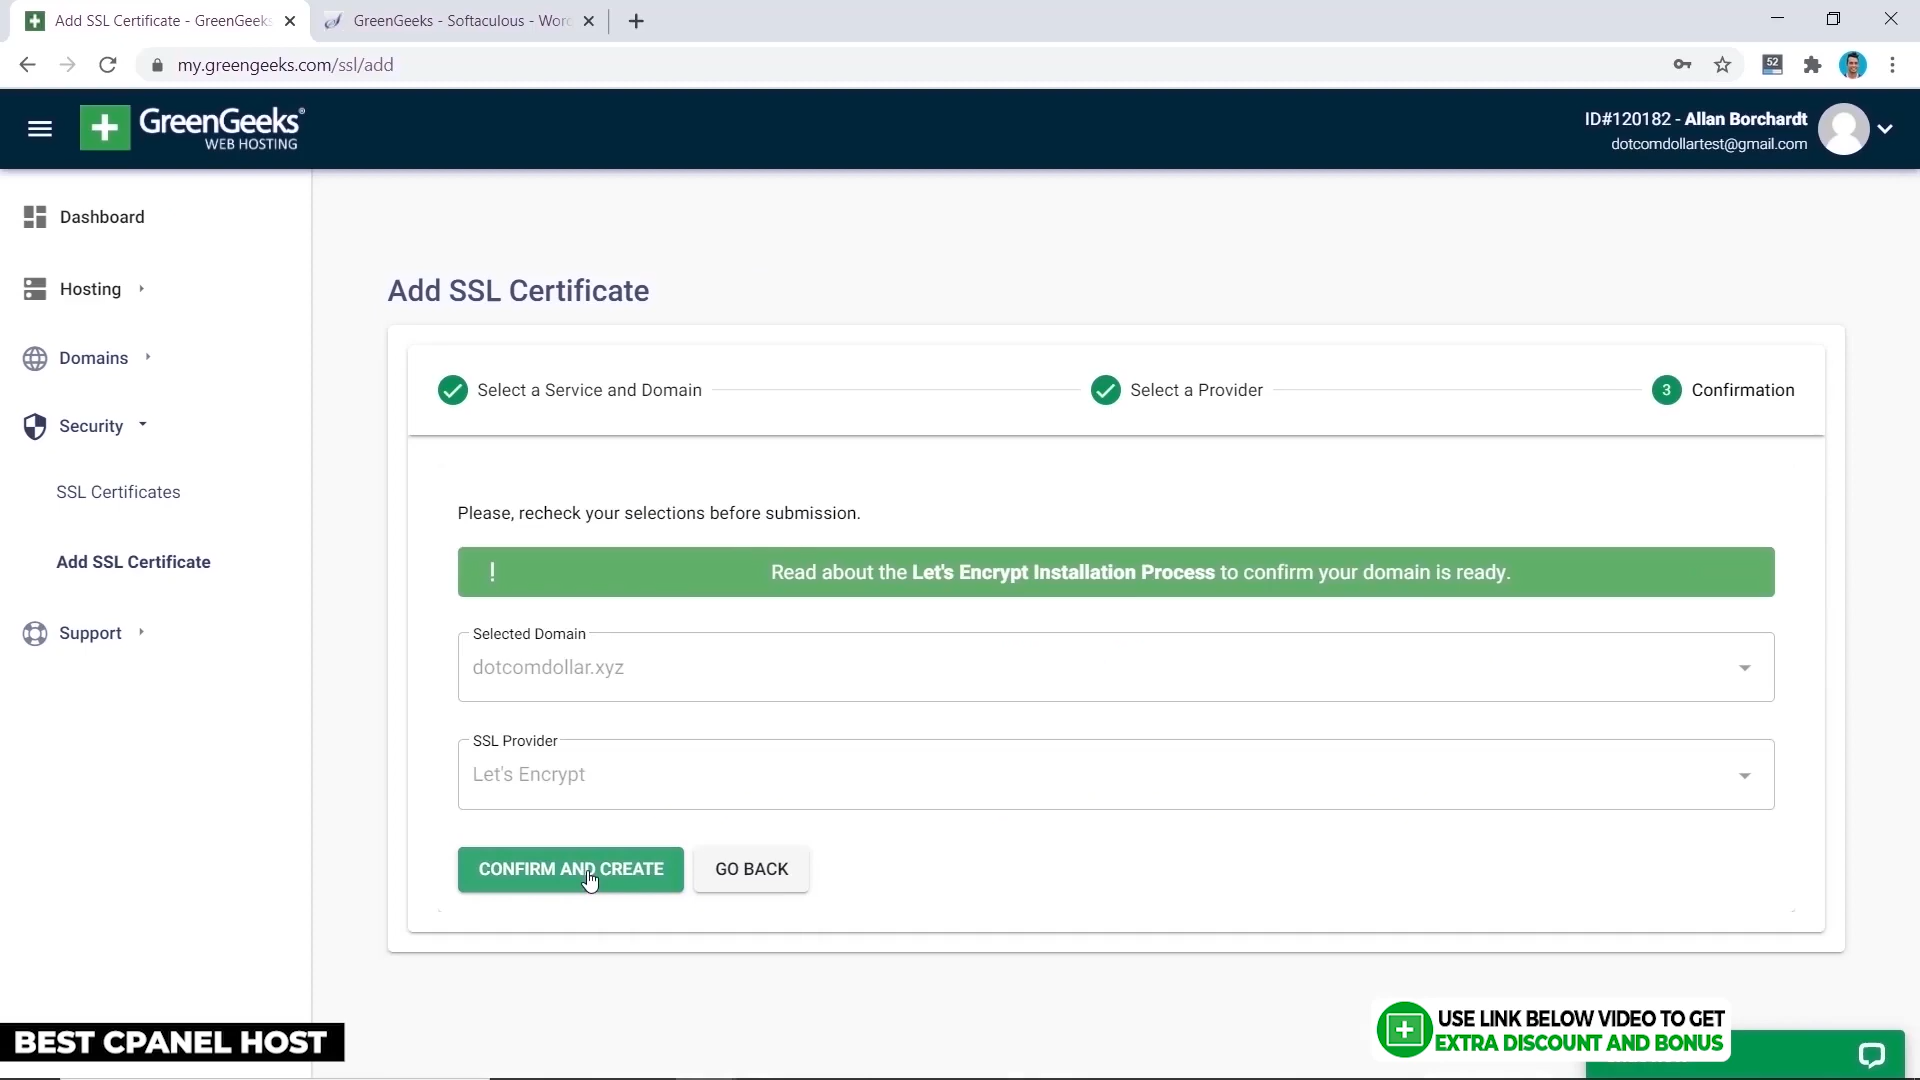 Add SSL Certificate - GreenGeeks
GreenGeeks - Softaculous - Word
my.greengeeks.com/ssl/add
52
GreenGeeks®
WEB HOSTING
ID#120182 - Allan Borchardt
dotcomdollartest@gmail.com
Dashboard
Hosting
Domains
Security
SSL Certificates
Add SSL Certificate
Support
Add SSL Certificate
Select a Service and Domain
Select a Provider
3 Confirmation
Please, recheck your selections before submission.
! Read about the Let's Encrypt Installation Process to confirm your domain is ready.
Selected Domain
dotcomdollar.xyz
SSL Provider
Let's Encrypt
CONFIRM AND CREATE
GO BACK
BEST CPANEL HOST
USE LINK BELOW VIDEO TO GET
EXTRA DISCOUNT AND BONUS